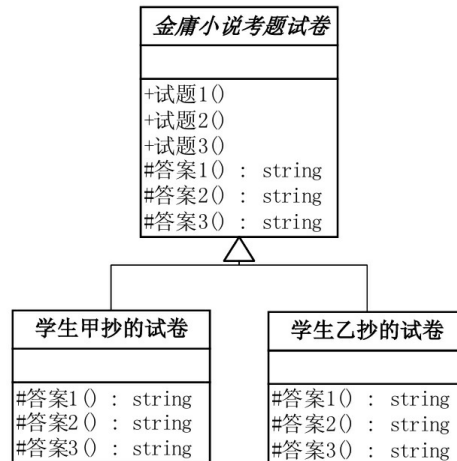 金庸小说考题试卷
+试题1()
+试题2()
+试题3()
#答案1() : string
#答案2() : string
#答案3() : string
学生甲抄的试卷
#答案1() : string
#答案2() : string
#答案3() : string
学生乙抄的试卷
#答案1() : string
#答案2() : string
#答案3() : string